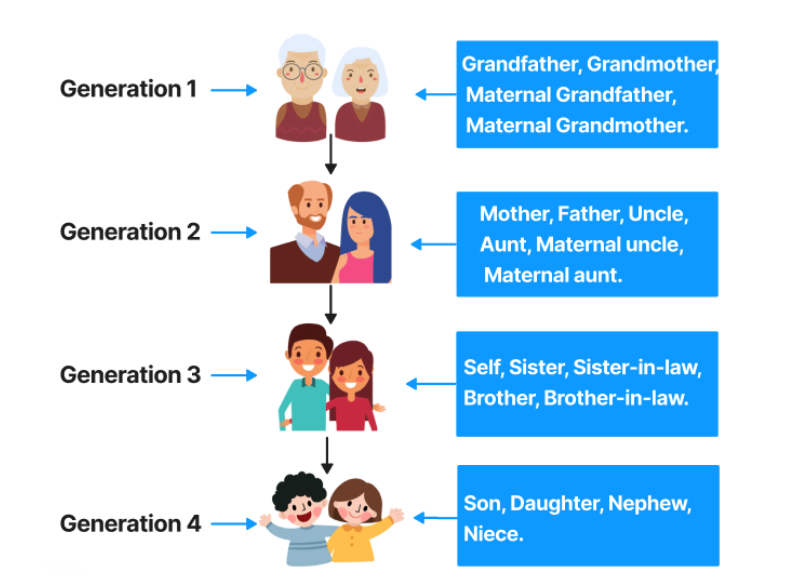 Generation 1
Grandfather, Grandmother,
Maternal Grandfather,
Maternal Grandmother.
Generation 2
Mother, Father, Uncle,
Aunt, Maternal uncle,
Maternal aunt.
Generation 3
Self, Sister, Sister-in-law,
Brother, Brother-in-law.
Generation 4
Son, Daughter, Nephew,
Niece.